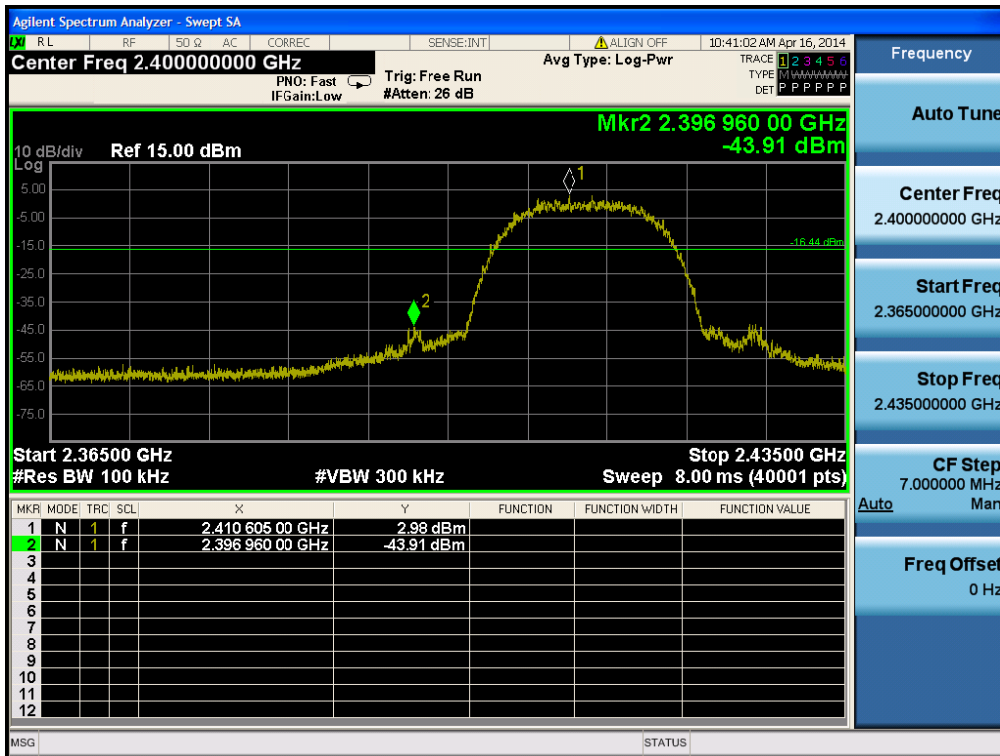 Agilent Spectrum Analyzer - Swept SA
LXI RL RF 50 Ω AC CORREC SENSE:INT ALIGN OFF 10:41:02 AM Apr 16, 2014
Center Freq 2.400000000 GHz
PNO: Fast
IFGain:Low
Trig: Free Run
#Atten: 26 dB
Avg Type: Log-Pwr
TRACE 1 2 3 4 5 6
TYPE M
DET P P P P P P
Mkr2 2.396 960 00 GHz
-43.91 dBm
10 dB/div Ref 15.00 dBm
Log
1
5.00
-5.00
-15.0
-16.44 dBm
-25.0
-35.0
2
-45.0
-55.0
-65.0
-75.0
Start 2.36500 GHz Stop 2.43500 GHz
#Res BW 100 kHz #VBW 300 kHz Sweep 8.00 ms (40001 pts)
MKR MODE TRC SCL X Y FUNCTION FUNCTION WIDTH FUNCTION VALUE
1 N 1 f 2.410 605 00 GHz 2.98 dBm
2 N 1 f 2.396 960 00 GHz -43.91 dBm
3
4
5
6
7
8
9
10
11
12
MSG STATUS
Frequency
Auto Tune
Center Freq
2.400000000 GHz
Start Freq
2.365000000 GHz
Stop Freq
2.435000000 GHz
CF Step
7.000000 MHz
Auto Man
Freq Offset
0 Hz